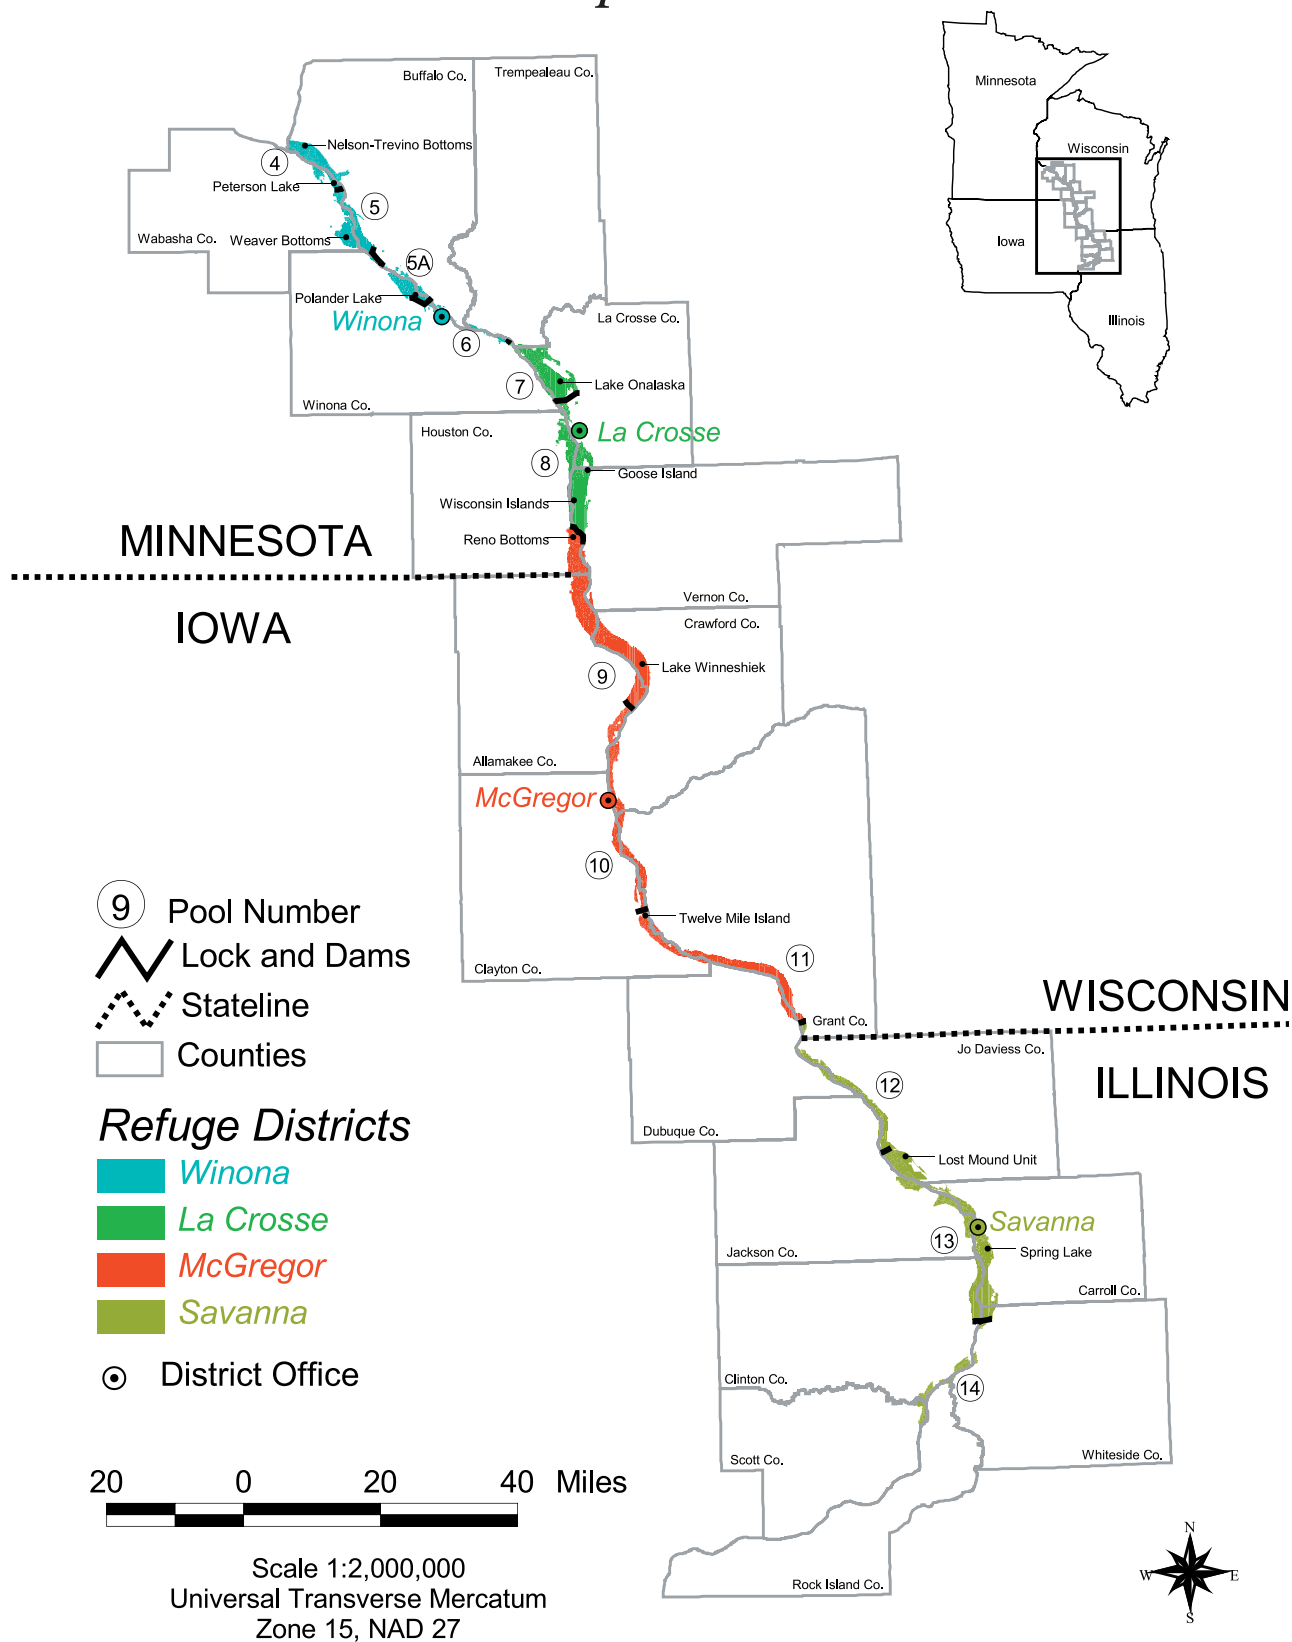 Minnesota
Wisconsin
Iowa
Illinois
Buffalo Co.
Trempealeau Co.
Nelson-Trevino Bottoms
4
Peterson Lake
5
Wabasha Co.
Weaver Bottoms
5A
Polander Lake
Winona
6
La Crosse Co.
7
Lake Onalaska
Winona Co.
Houston Co.
La Crosse
8
Goose Island
Wisconsin Islands
Reno Bottoms
MINNESOTA
IOWA
Vernon Co.
Crawford Co.
Lake Winneshiek
9
Allamakee Co.
McGregor
10
Twelve Mile Island
Clayton Co.
11
WISCONSIN
Grant Co.
Jo Daviess Co.
ILLINOIS
12
Dubuque Co.
Lost Mound Unit
Savanna
13
Jackson Co.
Spring Lake
Carroll Co.
Clinton Co.
14
Scott Co.
Whiteside Co.
Rock Island Co.
9 Pool Number
Lock and Dams
Stateline
Counties
Refuge Districts
Winona
La Crosse
McGregor
Savanna
District Office
20 0 20 40 Miles
Scale 1:2,000,000
Universal Transverse Mercatum
Zone 15, NAD 27
N
W E
S